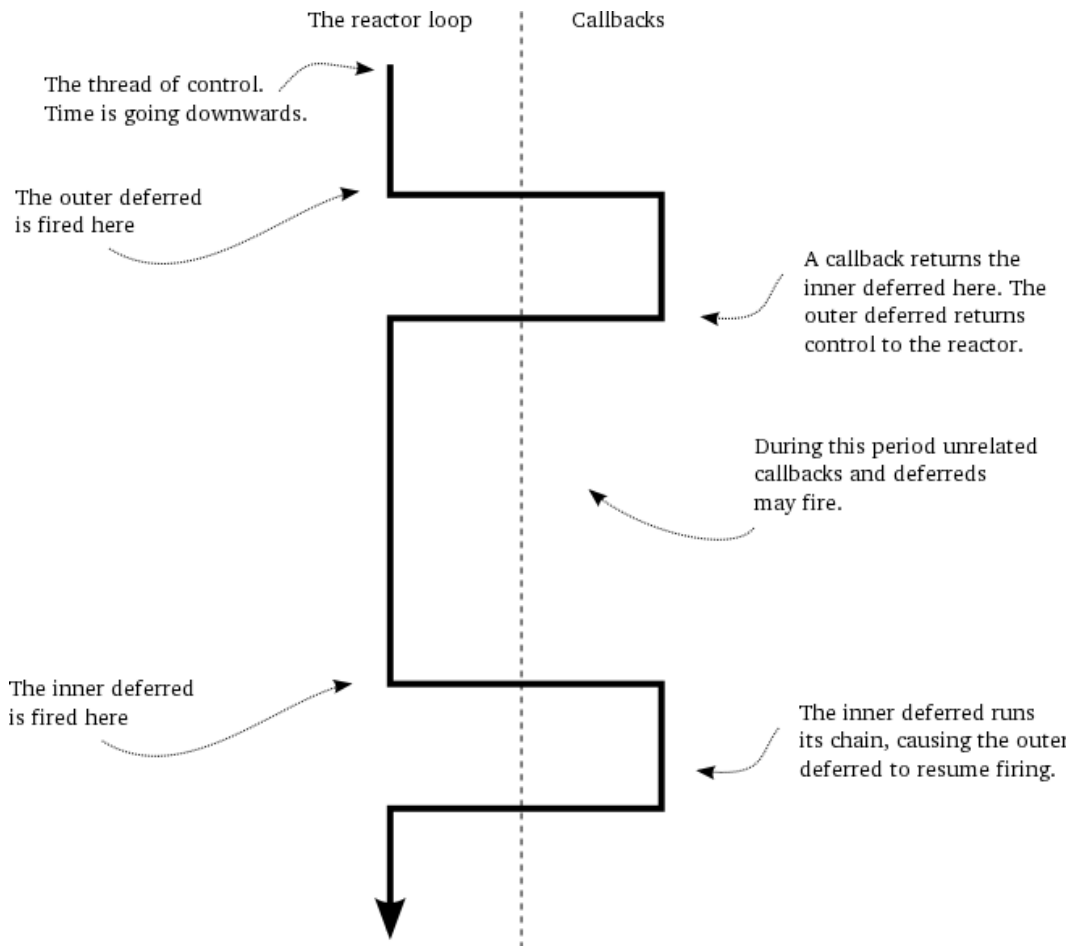 The reactor loop
Callbacks
The thread of control.
Time is going downwards.
The outer deferred
is fired here
A callback returns the
inner deferred here. The
outer deferred returns
control to the reactor.
During this period unrelated
callbacks and deferreds
may fire.
The inner deferred
is fired here
The inner deferred runs
its chain, causing the outer
deferred to resume firing.